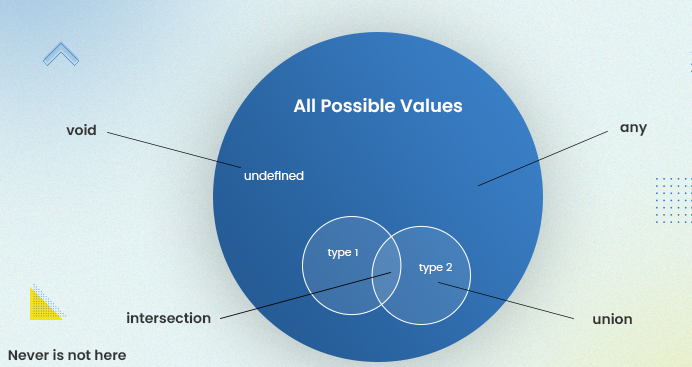 All Possible Values
void
any
undefined
type 1
type 2
intersection
union
Never is not here